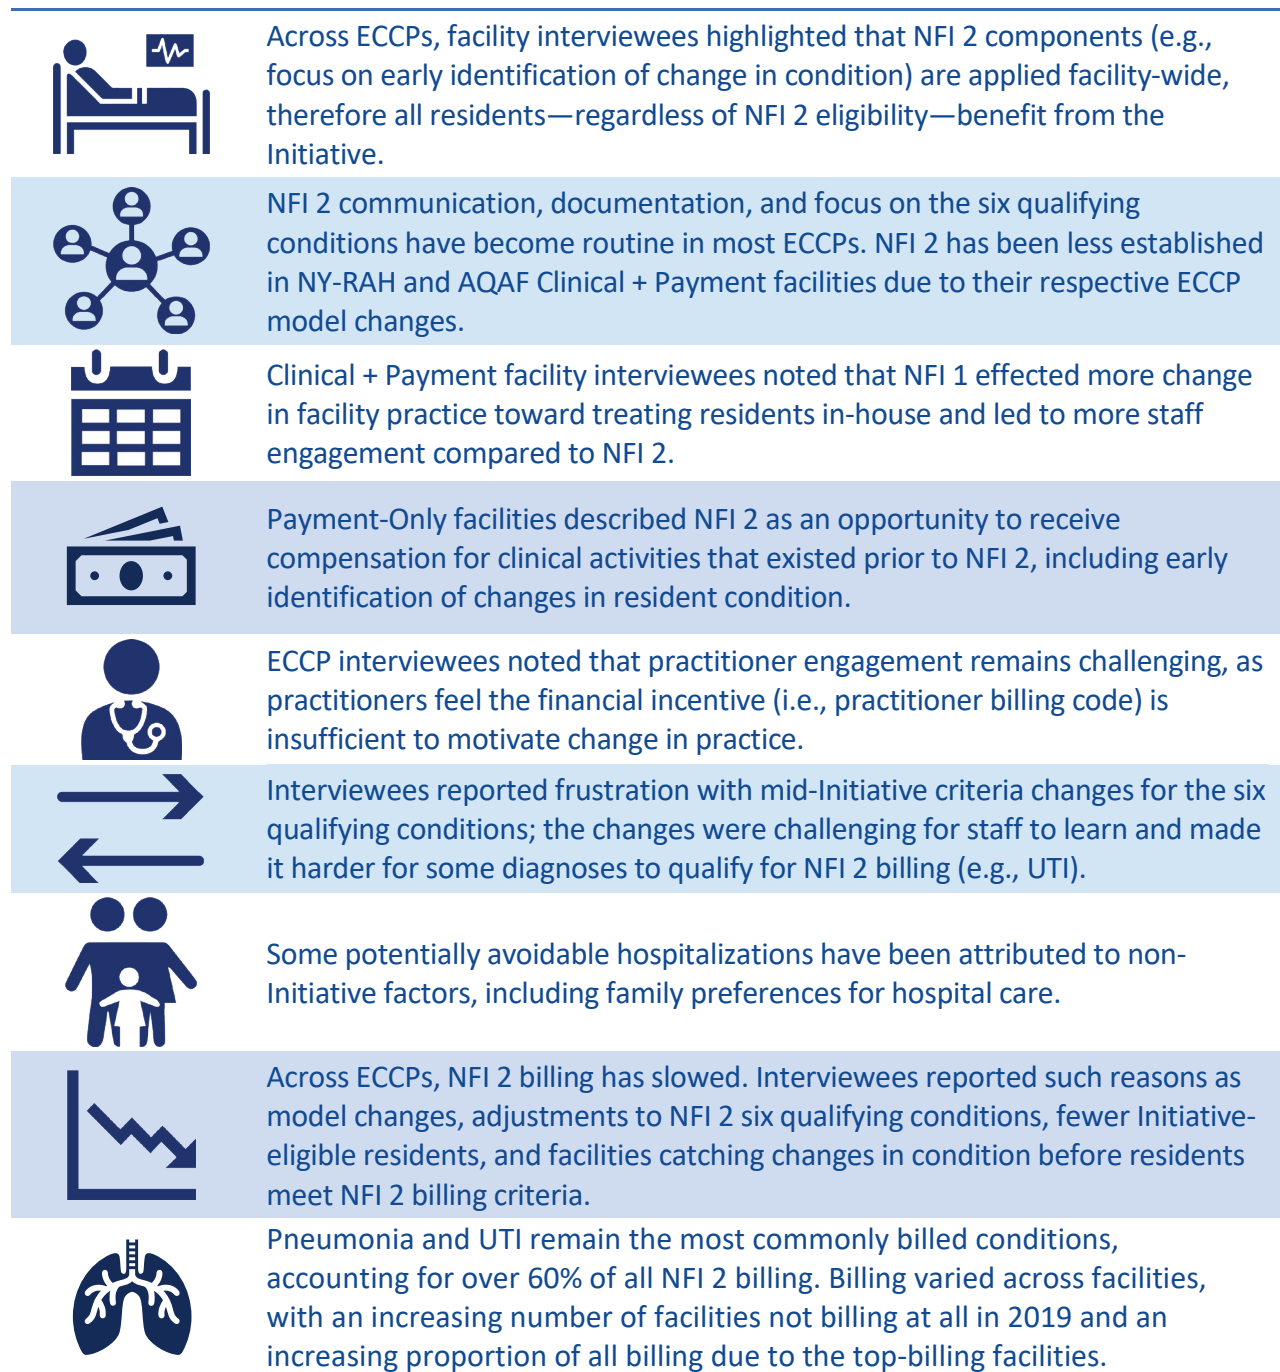 Across ECCPs, facility interviewees highlighted that NFI 2 components (e.g.,
focus on early identification of change in condition) are applied facility-wide,
therefore all residents—regardless of NFI 2 eligibility—benefit from the
Initiative.
NFI 2 communication, documentation, and focus on the six qualifying
conditions have become routine in most ECCPs. NFI 2 has been less established
in NY-RAH and AQAF Clinical + Payment facilities due to their respective ECCP
model changes.
Clinical + Payment facility interviewees noted that NFI 1 effected more change
in facility practice toward treating residents in-house and led to more staff
engagement compared to NFI 2.
Payment-Only facilities described NFI 2 as an opportunity to receive
compensation for clinical activities that existed prior to NFI 2, including early
identification of changes in resident condition.
ECCP interviewees noted that practitioner engagement remains challenging, as
practitioners feel the financial incentive (i.e., practitioner billing code) is
insufficient to motivate change in practice.
Interviewees reported frustration with mid-Initiative criteria changes for the six
qualifying conditions; the changes were challenging for staff to learn and made
it harder for some diagnoses to qualify for NFI 2 billing (e.g., UTI).
Some potentially avoidable hospitalizations have been attributed to non-
Initiative factors, including family preferences for hospital care.
Across ECCPs, NFI 2 billing has slowed. Interviewees reported such reasons as
model changes, adjustments to NFI 2 six qualifying conditions, fewer Initiative-
eligible residents, and facilities catching changes in condition before residents
meet NFI 2 billing criteria.
Pneumonia and UTI remain the most commonly billed conditions,
accounting for over 60% of all NFI 2 billing. Billing varied across facilities,
with an increasing number of facilities not billing at all in 2019 and an
increasing proportion of all billing due to the top-billing facilities.